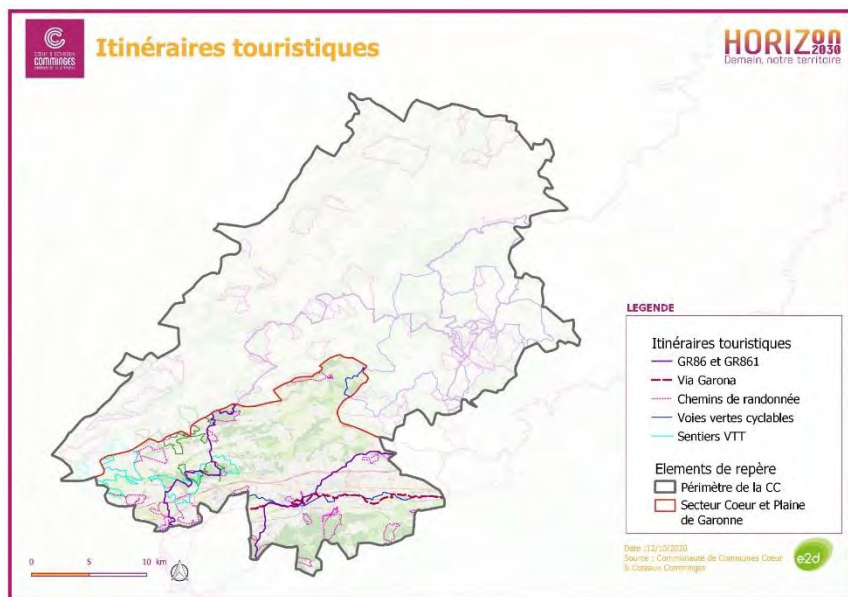 COEUR & COTEAUX
COMMINGES
Itinéraires touristiques
HORIZON
2030
Demain, notre territoire
LEGENDE
Itinéraires touristiques
GR86 et GR861
Via Garona
Chemins de randonnée
Voies vertes cyclables
Sentiers VTT
Elements de repère
Périmètre de la CC
Secteur Coeur et Plaine
de Garonne
Date :12/10/2020
Source : Communauté de Communes Coeur
& Coteaux Comminges
e2d
0 5 10 km